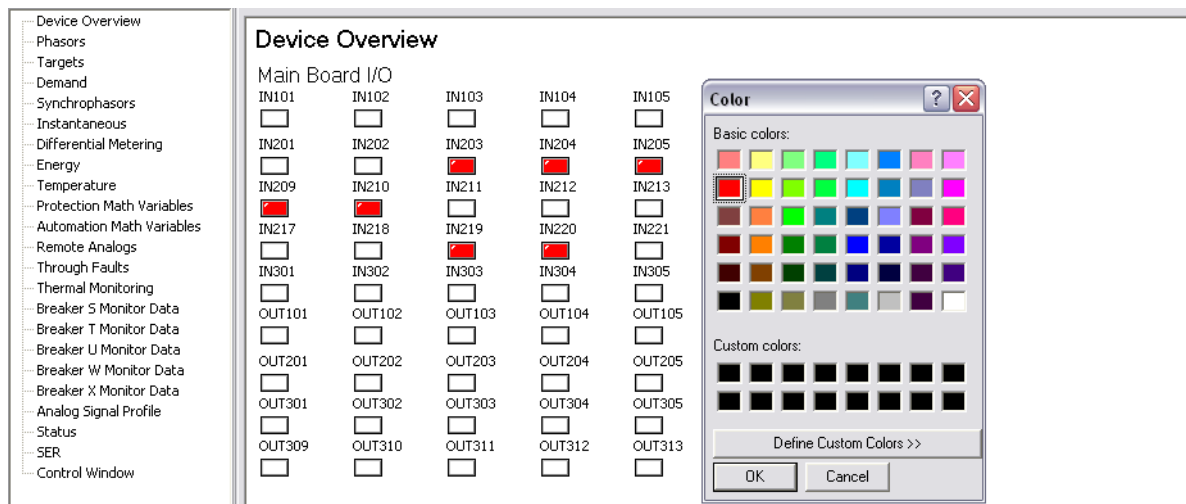 Device Overview
Phasors
Targets
Demand
Synchrophasors
Instantaneous
Differential Metering
Energy
Temperature
Protection Math Variables
Automation Math Variables
Remote Analogs
Through Faults
Thermal Monitoring
Breaker S Monitor Data
Breaker T Monitor Data
Breaker U Monitor Data
Breaker W Monitor Data
Breaker X Monitor Data
Analog Signal Profile
Status
SER
Control Window
Device Overview
Main Board I/O
IN101 IN102 IN103 IN104 IN105
IN201 IN202 IN203 IN204 IN205
IN209 IN210 IN211 IN212 IN213
IN217 IN218 IN219 IN220 IN221
IN301 IN302 IN303 IN304 IN305
OUT101 OUT102 OUT103 OUT104 OUT105
OUT201 OUT202 OUT203 OUT204 OUT205
OUT301 OUT302 OUT303 OUT304 OUT305
OUT309 OUT310 OUT311 OUT312 OUT313
Color
Basic colors:
Custom colors:
Define Custom Colors >>
OK Cancel